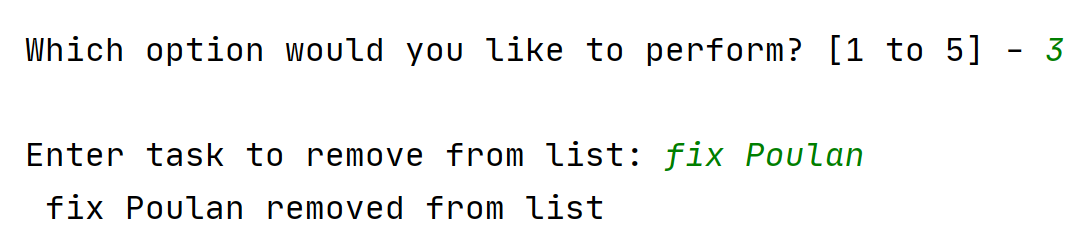 Which option would you like to perform? [1 to 5] - 3
Enter task to remove from list: fix Poulan
fix Poulan removed from list